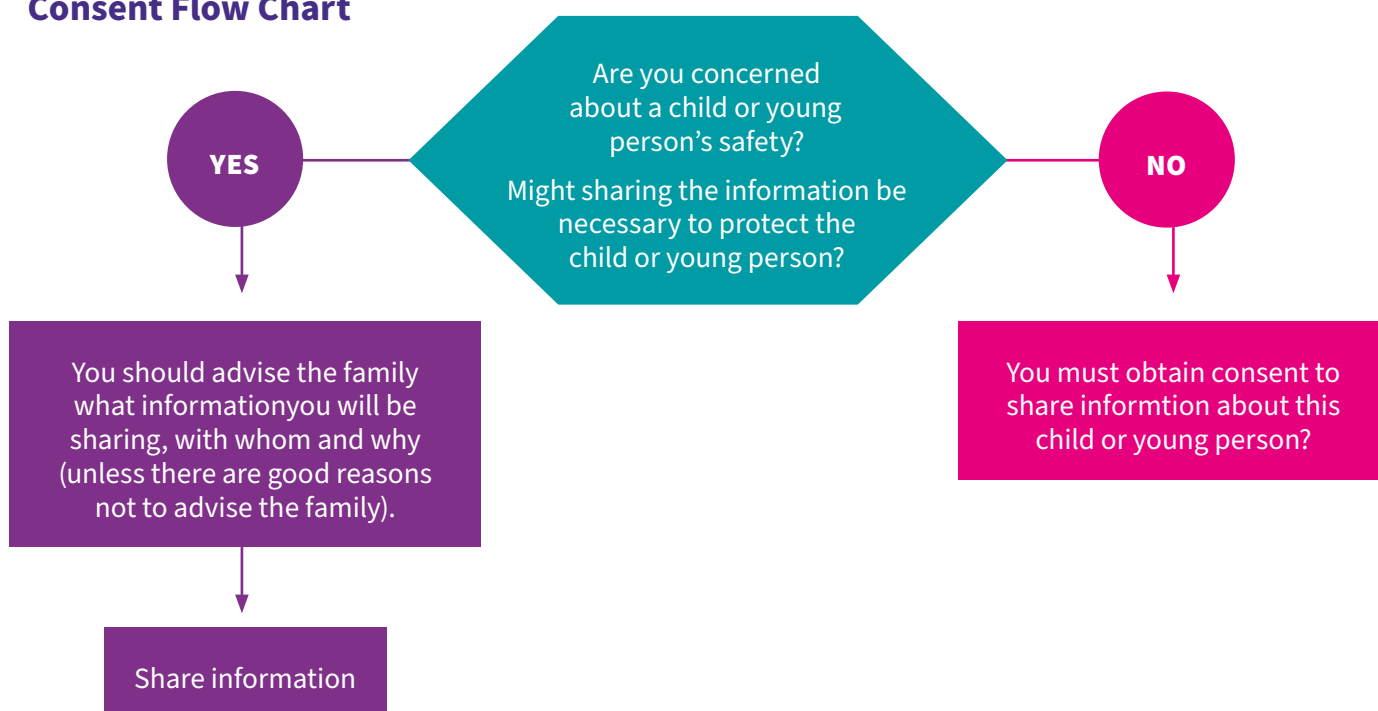 Consent Flow Chart
Are you concerned
about a child or young
person’s safety?
Might sharing the information be
necessary to protect the
child or young person?
YES
NO
You should advise the family
what informationyou will be
sharing, with whom and why
(unless there are good reasons
not to advise the family).
You must obtain consent to
share informtion about this
child or young person?
Share information